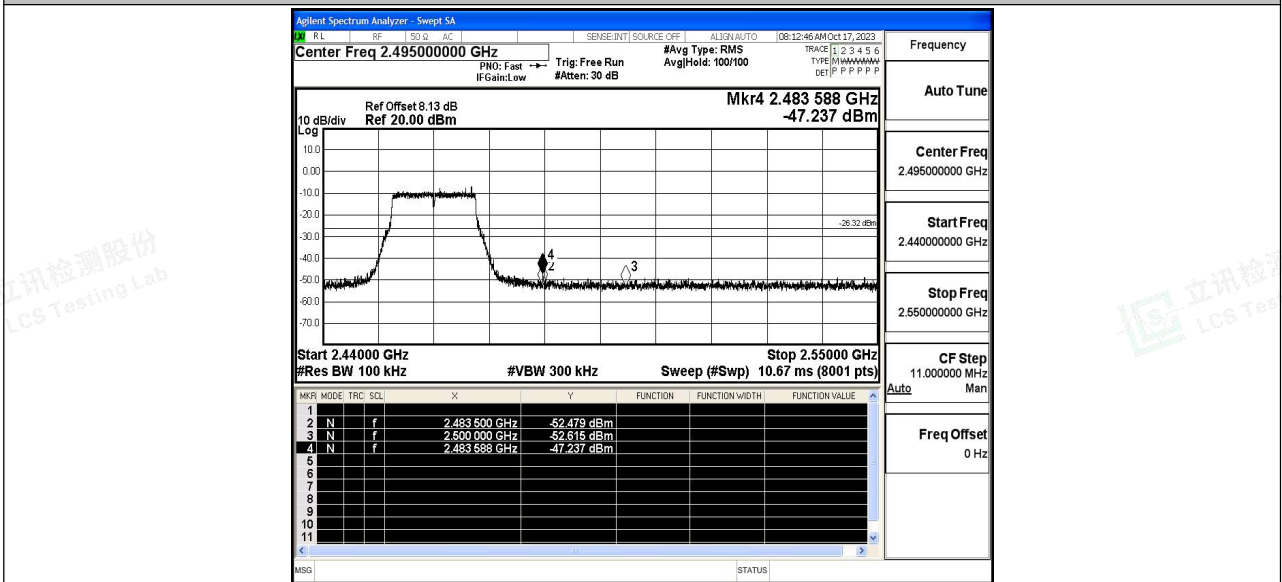 Agilent Spectrum Analyzer - Swept SA
LXI RL RF 50 Ω AC SENSE:INT SOURCE OFF ALIGN AUTO 08:12:46 AM Oct 17, 2023
Center Freq 2.495000000 GHz
PNO: Fast
IFGain:Low
Trig: Free Run
#Atten: 30 dB
#Avg Type: RMS
Avg|Hold: 100/100
TRACE 1 2 3 4 5 6
TYPE M WWWWW
DET P P P P P P
Ref Offset 8.13 dB
10 dB/div Ref 20.00 dBm
Log
Mkr4 2.483 588 GHz
-47.237 dBm
10.0
0.00
-10.0
-20.0
-26.32 dBm
-30.0
-40.0
-50.0
-60.0
-70.0
4
2
3
Start 2.44000 GHz Stop 2.55000 GHz
#Res BW 100 kHz #VBW 300 kHz Sweep (#Swp) 10.67 ms (8001 pts)
MKR MODE TRC SCL X Y FUNCTION FUNCTION WIDTH FUNCTION VALUE
1
2 N f 2.483 500 GHz -52.479 dBm
3 N f 2.500 000 GHz -52.615 dBm
4 N f 2.483 588 GHz -47.237 dBm
5
6
7
8
9
10
11
MSG STATUS
Frequency
Auto Tune
Center Freq
2.495000000 GHz
Start Freq
2.440000000 GHz
Stop Freq
2.550000000 GHz
CF Step
11.000000 MHz
Auto Man
Freq Offset
0 Hz
立讯检测股份
LCS Testing Lab
立讯检
LCS Tes